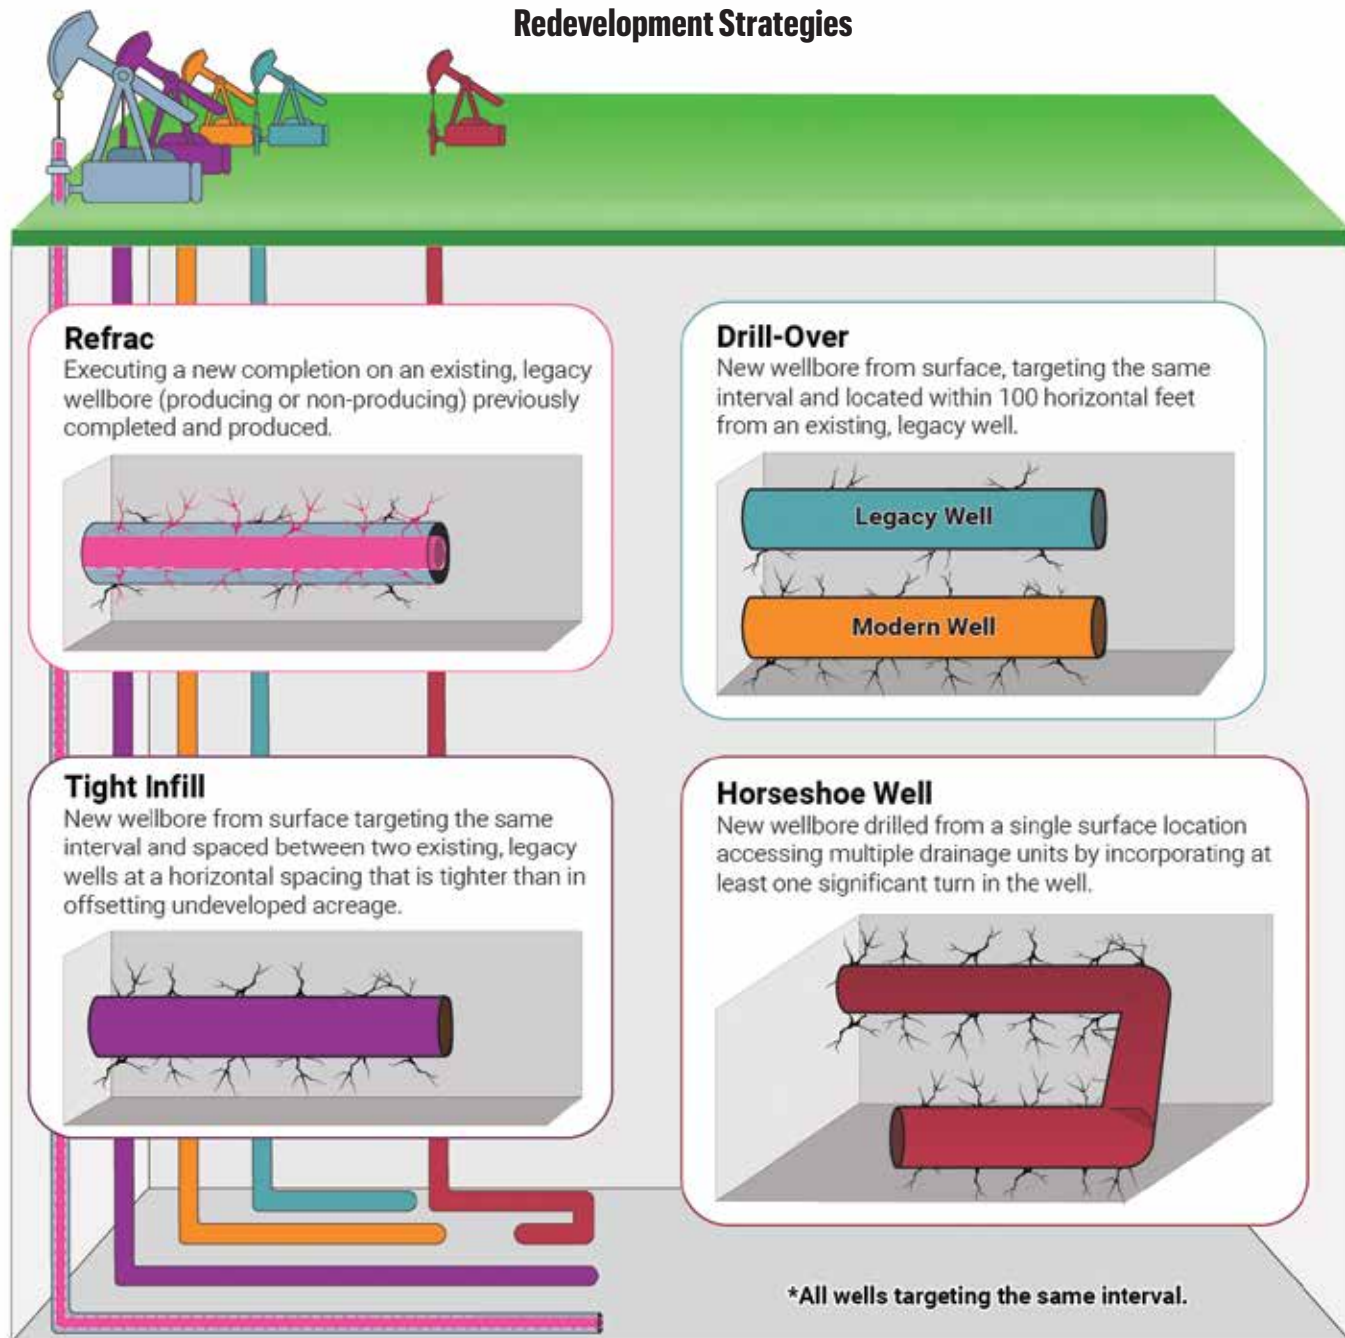 Redevelopment Strategies
Refrac
Executing a new completion on an existing, legacy
wellbore (producing or non-producing) previously
completed and produced.
Drill-Over
New wellbore from surface, targeting the same
interval and located within 100 horizontal feet
from an existing, legacy well.
Legacy Well
Modern Well
Tight Infill
New wellbore from surface targeting the same
interval and spaced between two existing, legacy
wells at a horizontal spacing that is tighter than in
offsetting undeveloped acreage.
Horseshoe Well
New wellbore drilled from a single surface location
accessing multiple drainage units by incorporating at
least one significant turn in the well.
*All wells targeting the same interval.